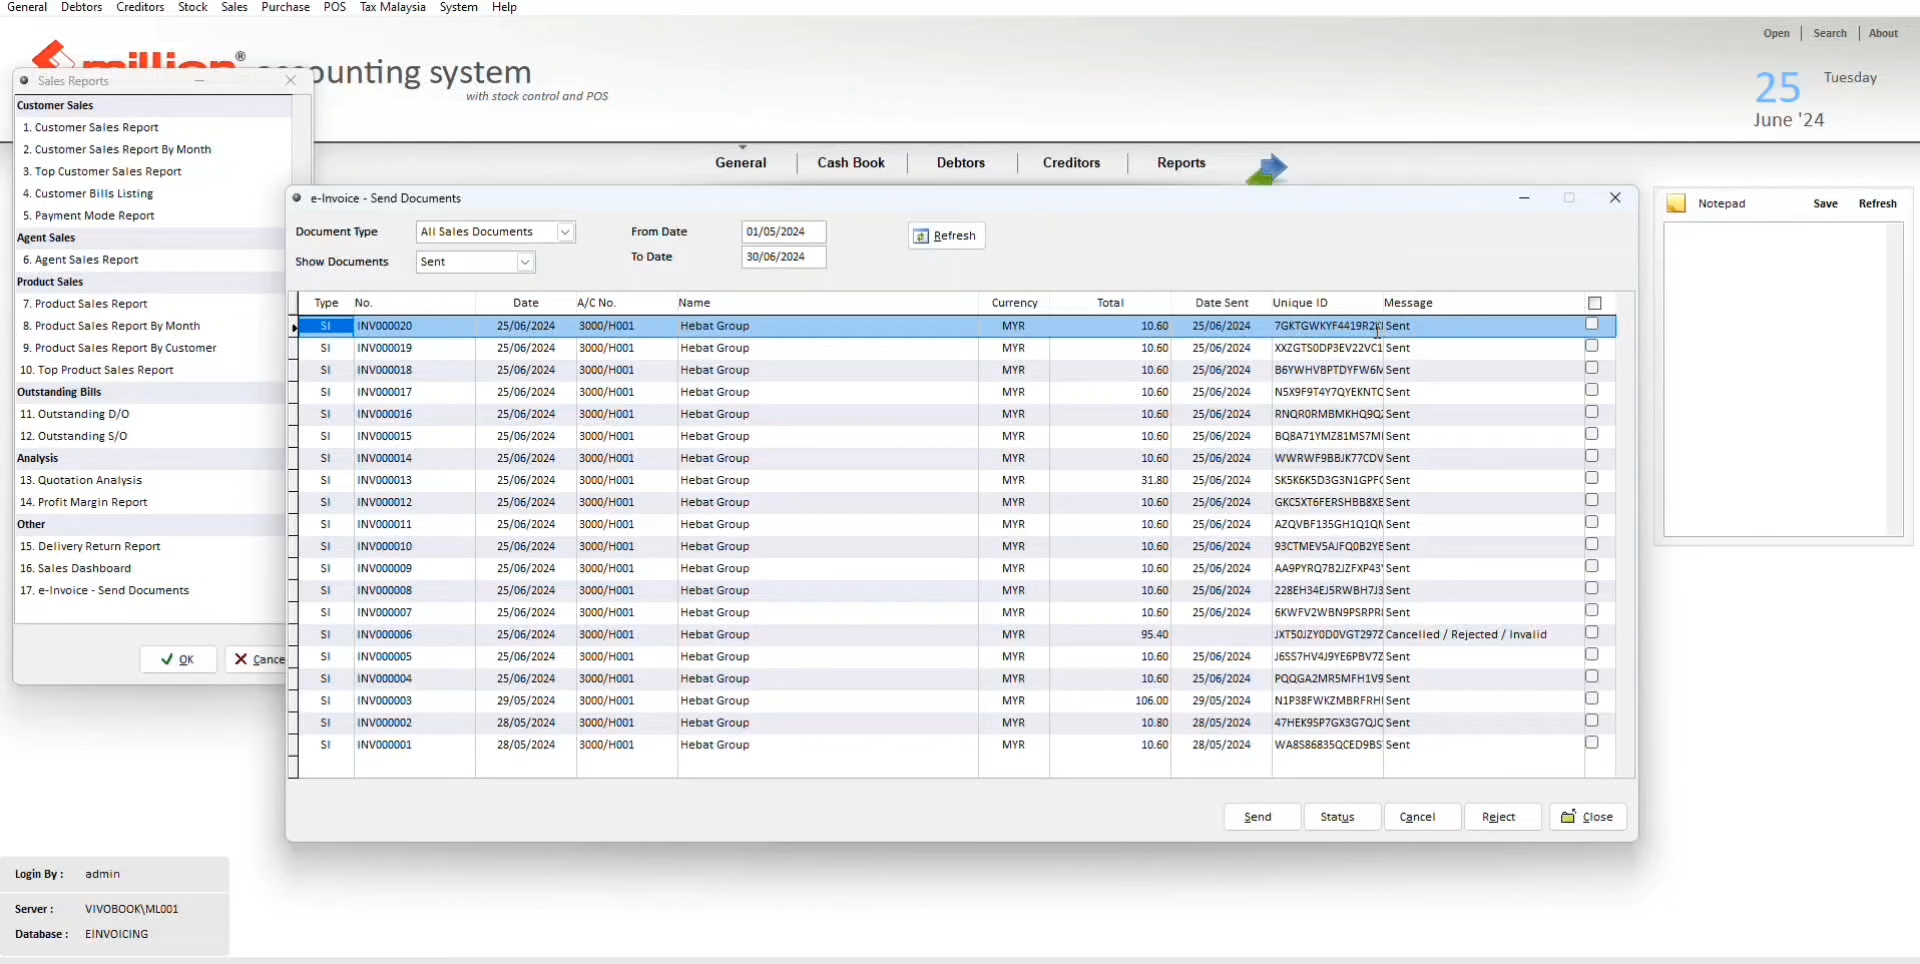 General Debtors Creditors Stock Sales Purchase POS Tax Malaysia System Help
Open Search About
million® accounting system
with stock control and POS
25 Tuesday
June '24
General Cash Book Debtors Creditors Reports
Sales Reports
Customer Sales
1. Customer Sales Report
2. Customer Sales Report By Month
3. Top Customer Sales Report
4. Customer Bills Listing
5. Payment Mode Report
Agent Sales
6. Agent Sales Report
Product Sales
7. Product Sales Report
8. Product Sales Report By Month
9. Product Sales Report By Customer
10. Top Product Sales Report
Outstanding Bills
11. Outstanding D/O
12. Outstanding S/O
Analysis
13. Quotation Analysis
14. Profit Margin Report
Other
15. Delivery Return Report
16. Sales Dashboard
17. e-Invoice - Send Documents
OK Cance
e-Invoice - Send Documents
Document Type All Sales Documents From Date 01/05/2024 Refresh
Show Documents Sent To Date 30/06/2024
Type No. Date A/C No. Name Currency Total Date Sent Unique ID Message
SI INV000020 25/06/2024 3000/H001 Hebat Group MYR 10.60 25/06/2024 7GKTGWKYF4419R2 Sent
SI INV000019 25/06/2024 3000/H001 Hebat Group MYR 10.60 25/06/2024 XXZGTS0DP3EV22VC1 Sent
SI INV000018 25/06/2024 3000/H001 Hebat Group MYR 10.60 25/06/2024 B6YWHVBPTDYFW6M Sent
SI INV000017 25/06/2024 3000/H001 Hebat Group MYR 10.60 25/06/2024 N5X9F9T4Y7QYEKNTC Sent
SI INV000016 25/06/2024 3000/H001 Hebat Group MYR 10.60 25/06/2024 RNQR0RMBMKHQ9Q Sent
SI INV000015 25/06/2024 3000/H001 Hebat Group MYR 10.60 25/06/2024 BQ8A71YMZ81MS7M Sent
SI INV000014 25/06/2024 3000/H001 Hebat Group MYR 10.60 25/06/2024 WWRWF9BBJK77CDV Sent
SI INV000013 25/06/2024 3000/H001 Hebat Group MYR 31.80 25/06/2024 SK5K6K5D3G3N1GPF Sent
SI INV000012 25/06/2024 3000/H001 Hebat Group MYR 10.60 25/06/2024 GKC5XT6FERSHBB8XE Sent
SI INV000011 25/06/2024 3000/H001 Hebat Group MYR 10.60 25/06/2024 AZQVBF135GH1Q1Q Sent
SI INV000010 25/06/2024 3000/H001 Hebat Group MYR 10.60 25/06/2024 93CTMEV5AJFQ0B2YE Sent
SI INV000009 25/06/2024 3000/H001 Hebat Group MYR 10.60 25/06/2024 AA9PYRQ7B2JZFXP43 Sent
SI INV000008 25/06/2024 3000/H001 Hebat Group MYR 10.60 25/06/2024 228EH34EJ5RWBH7J3 Sent
SI INV000007 25/06/2024 3000/H001 Hebat Group MYR 10.60 25/06/2024 6KWFV2WBN9PSRPR Sent
SI INV000006 25/06/2024 3000/H001 Hebat Group MYR 95.40 JXT50JZY0D0VGT297Z Cancelled / Rejected / Invalid
SI INV000005 25/06/2024 3000/H001 Hebat Group MYR 10.60 25/06/2024 J6SS7HV4J9YE6PBV7Z Sent
SI INV000004 25/06/2024 3000/H001 Hebat Group MYR 10.60 25/06/2024 PQQGA2MR5MFH1V9 Sent
SI INV000003 29/05/2024 3000/H001 Hebat Group MYR 106.00 29/05/2024 N1P38FWKZMBRFRH Sent
SI INV000002 28/05/2024 3000/H001 Hebat Group MYR 10.80 28/05/2024 47HEK9SP7GX3G7QJC Sent
SI INV000001 28/05/2024 3000/H001 Hebat Group MYR 10.60 28/05/2024 WA8S86835QCED9BS Sent
Send Status Cancel Reject Close
Notepad Save Refresh
Login By : admin
Server : VIVOBOOK\ML001
Database : EINVOICING